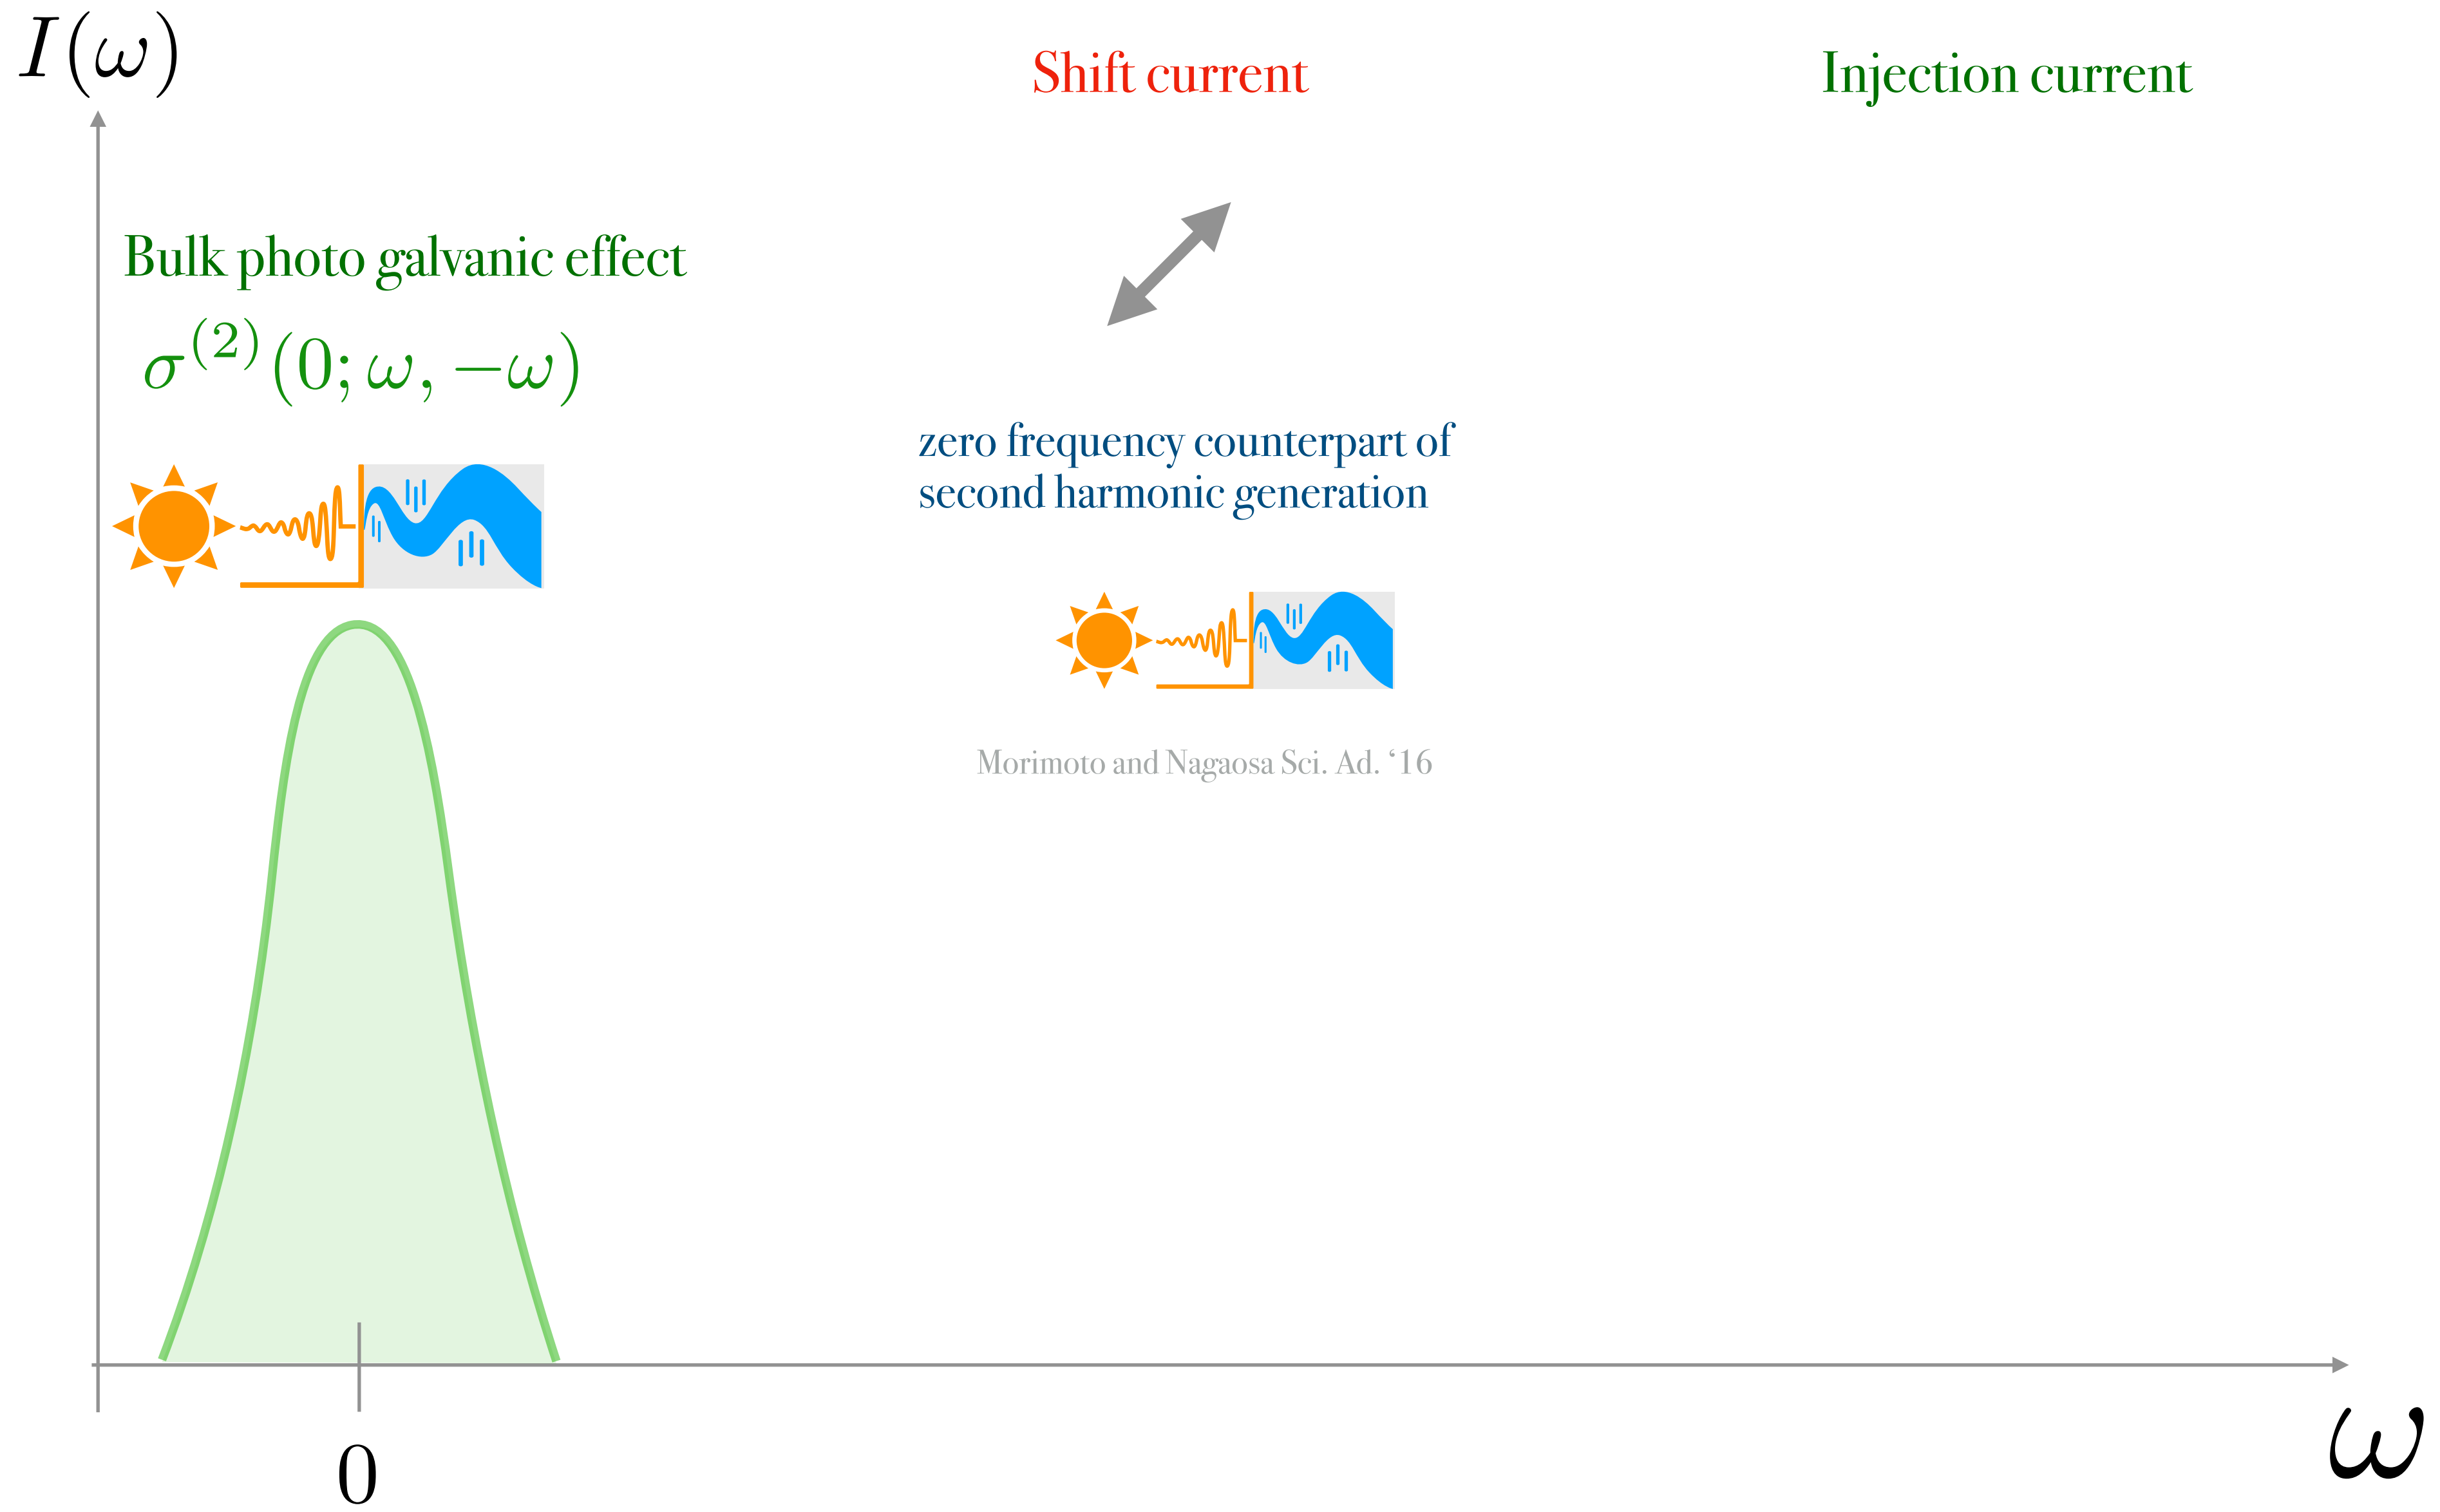 I(ω)
Shift current
Injection current
Bulk photo galvanic effect
σ⁽²⁾(0; ω, −ω)
zero frequency counterpart of
second harmonic generation
Morimoto and Nagaosa Sci. Ad. ‘16
0
ω